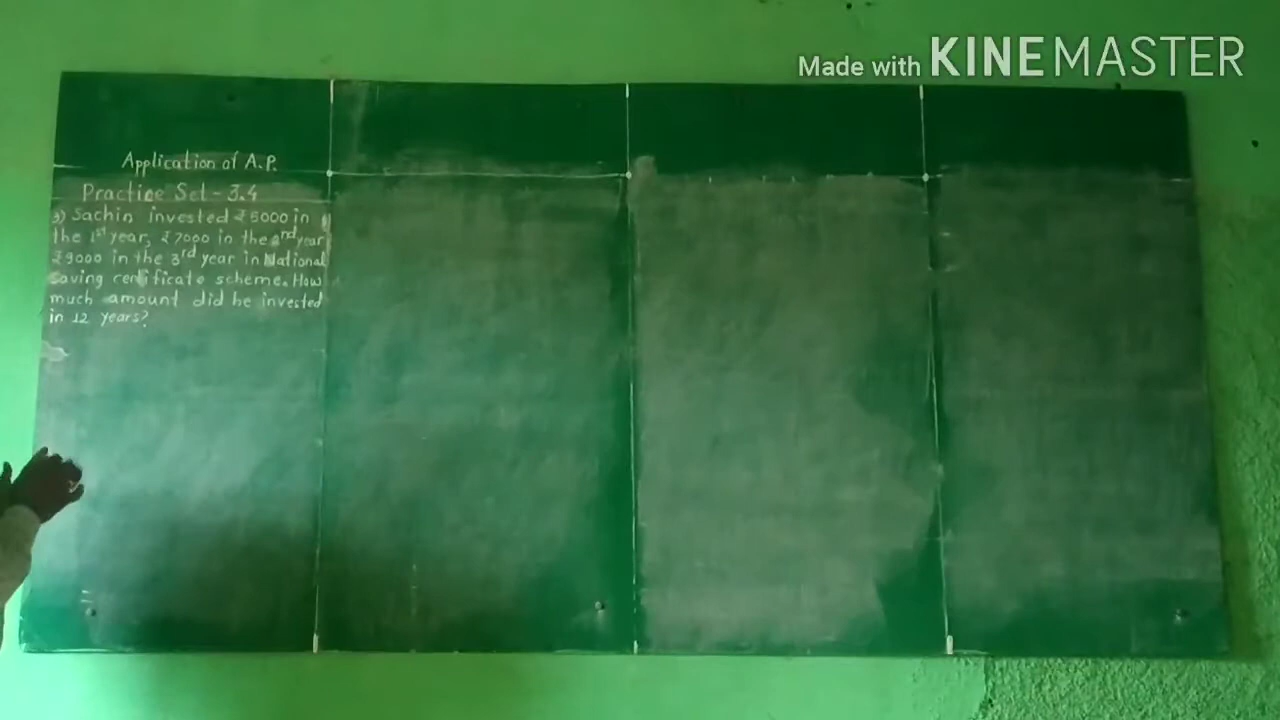 Made with KINEMASTER
Application of A.P.
Practice Set - 3.4
3) Sachin invested ₹5000 in
the 1st year, ₹7000 in the 2nd year
₹9000 in the 3rd year in National
saving certificate scheme. How
much amount did he invested
in 12 years?